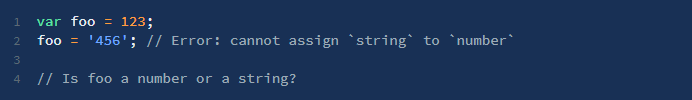 1 var foo = 123;
2 foo = '456'; // Error: cannot assign `string` to `number`
3
4 // Is foo a number or a string?